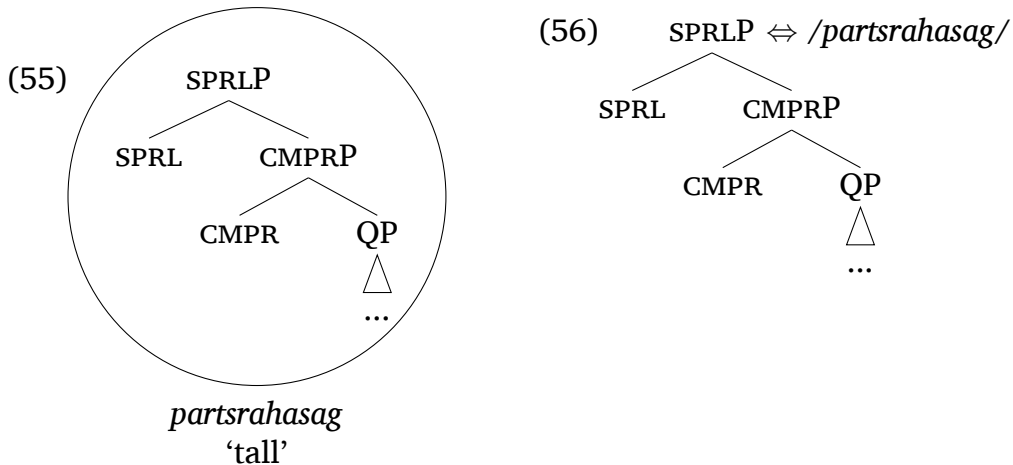 (55)
SPRLP
SPRL CMPRP
CMPR QP
...
partsrahasag
‘tall’
(56) SPRLP ⇔ /partsrahasag/
SPRL CMPRP
CMPR QP
...